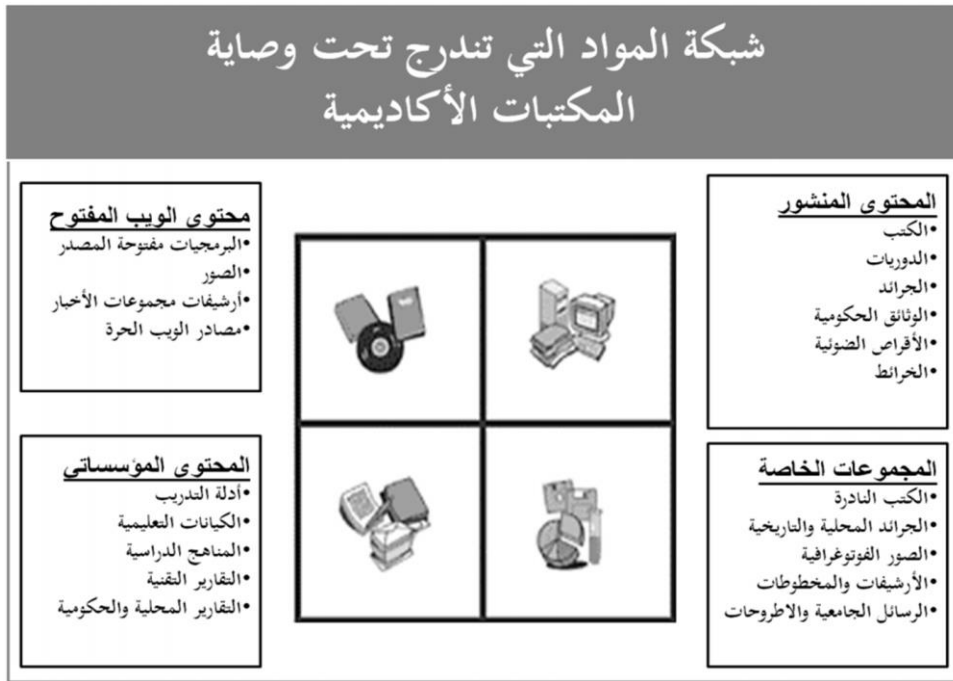 شبكة المواد التي تندرج تحت وصاية
المكتبات الأكاديمية
المحتوى المنشور
•الكتب
•الدوريات
•الجرائد
•الوثائق الحكومية
•الأقراص الضوئية
•الخرائط
محتوى الويب المفتوح
•البرمجيات مفتوحة المصدر
•الصور
•أرشيفات مجموعات الأخبار
•مصادر الويب الحرة
المجموعات الخاصة
•الكتب النادرة
•الجرائد المحلية والتاريخية
•الصور الفوتوغرافية
•الأرشيفات والمخطوطات
•الرسائل الجامعية والاطروحات
المحتوى المؤسساتي
•أدلة التدريب
•الكيانات التعليمية
•المناهج الدراسية
•التقارير التقنية
•التقارير المحلية والحكومية